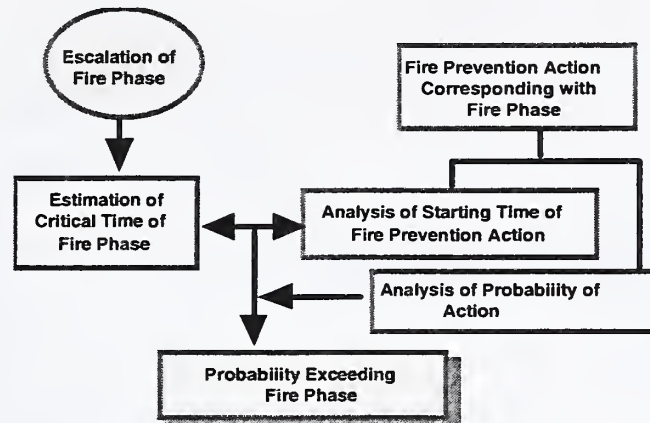 Escalation of
Fire Phase
Fire Prevention Action
Corresponding with
Fire Phase
Estimation of
Critical Time of
Fire Phase
Analysis of Starting Time of
Fire Prevention Action
Analysis of Probability of
Action
Probability Exceeding
Fire Phase